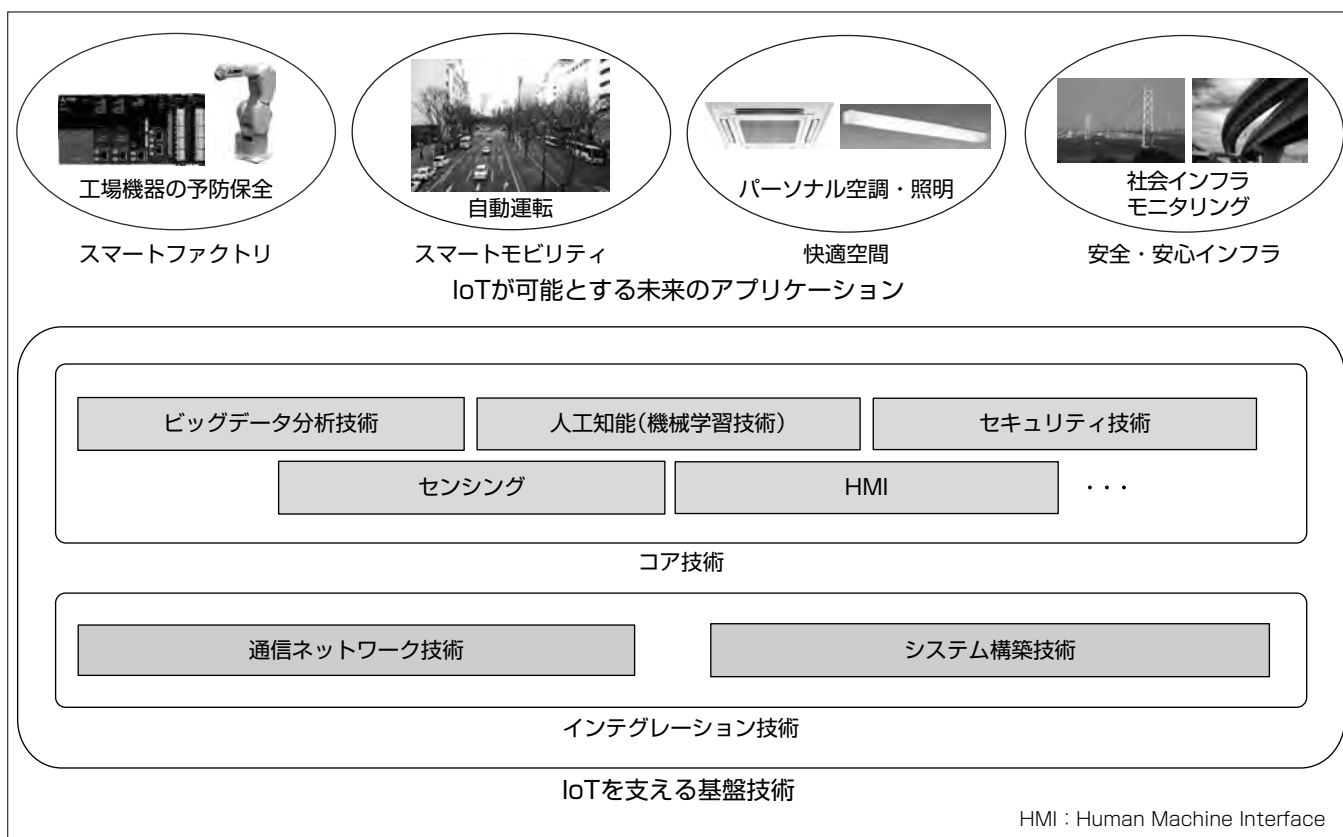 工場機器の予防保全
自動運転
パーソナル空調・照明
社会インフラ
モニタリング
スマートファクトリ
スマートモビリティ
快適空間
安全・安心インフラ
IoTが可能とする未来のアプリケーション
ビッグデータ分析技術
人工知能(機械学習技術)
セキュリティ技術
センシング
HMI
・・・
コア技術
通信ネットワーク技術
システム構築技術
インテグレーション技術
IoTを支える基盤技術
HMI：Human Machine Interface